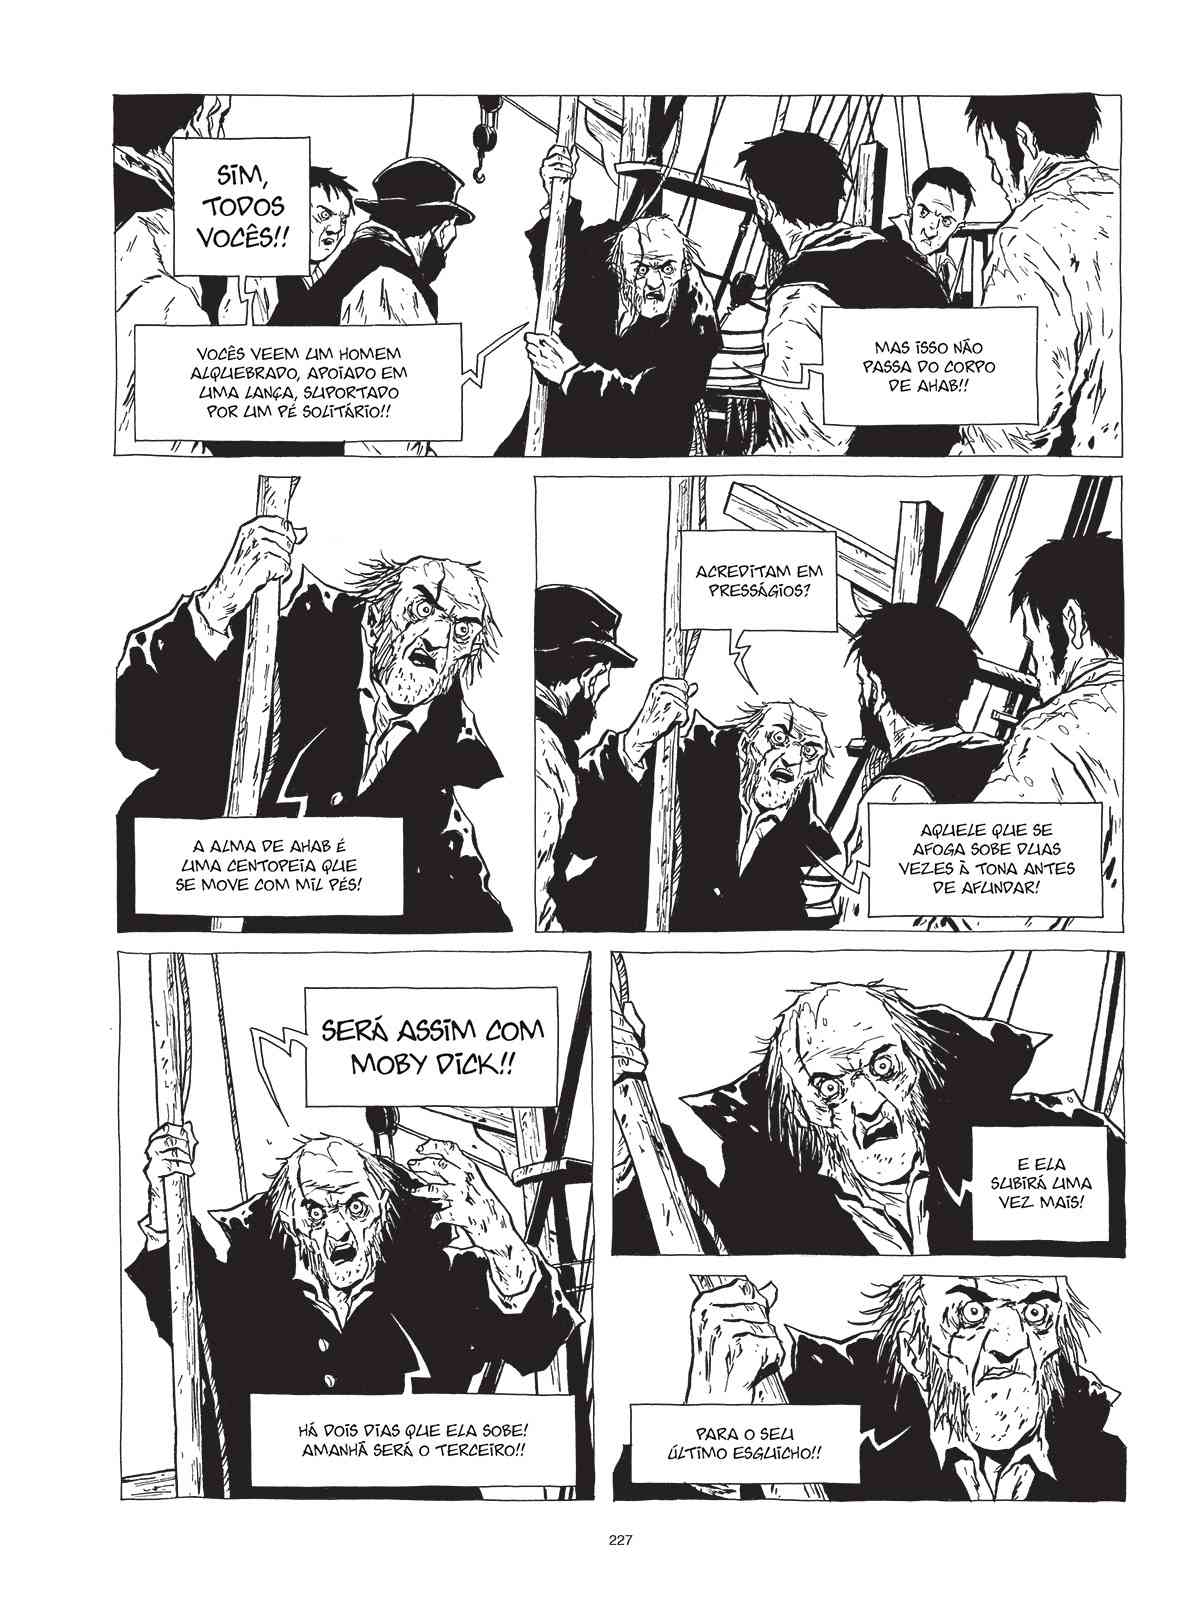 SIM,
TODOS
VOCÊS!!
VOCÊS VEEM UM HOMEM
ALQUEBRADO, APOIADO EM
UMA LANÇA, SUPORTADO
POR UM PÉ SOLITÁRIO!!
MAS ISSO NÃO
PASSA DO CORPO
DE AHAB!!
A ALMA DE AHAB É
UMA CENTOPEIA QUE
SE MOVE COM MIL PÉS!
ACREDITAM EM
PRESSÁGIOS?
AQUELE QUE SE
AFOGA SOBE DUAS
VEZES À TONA ANTES
DE AFUNDAR!
SERÁ ASSIM COM
MOBY DICK!!
HÁ DOIS DIAS QUE ELA SOBE!
AMANHÃ SERÁ O TERCEIRO!!
E ELA
SUBIRÁ UMA
VEZ MAIS!
PARA O SEU
ÚLTIMO ESGUICHO!!
227